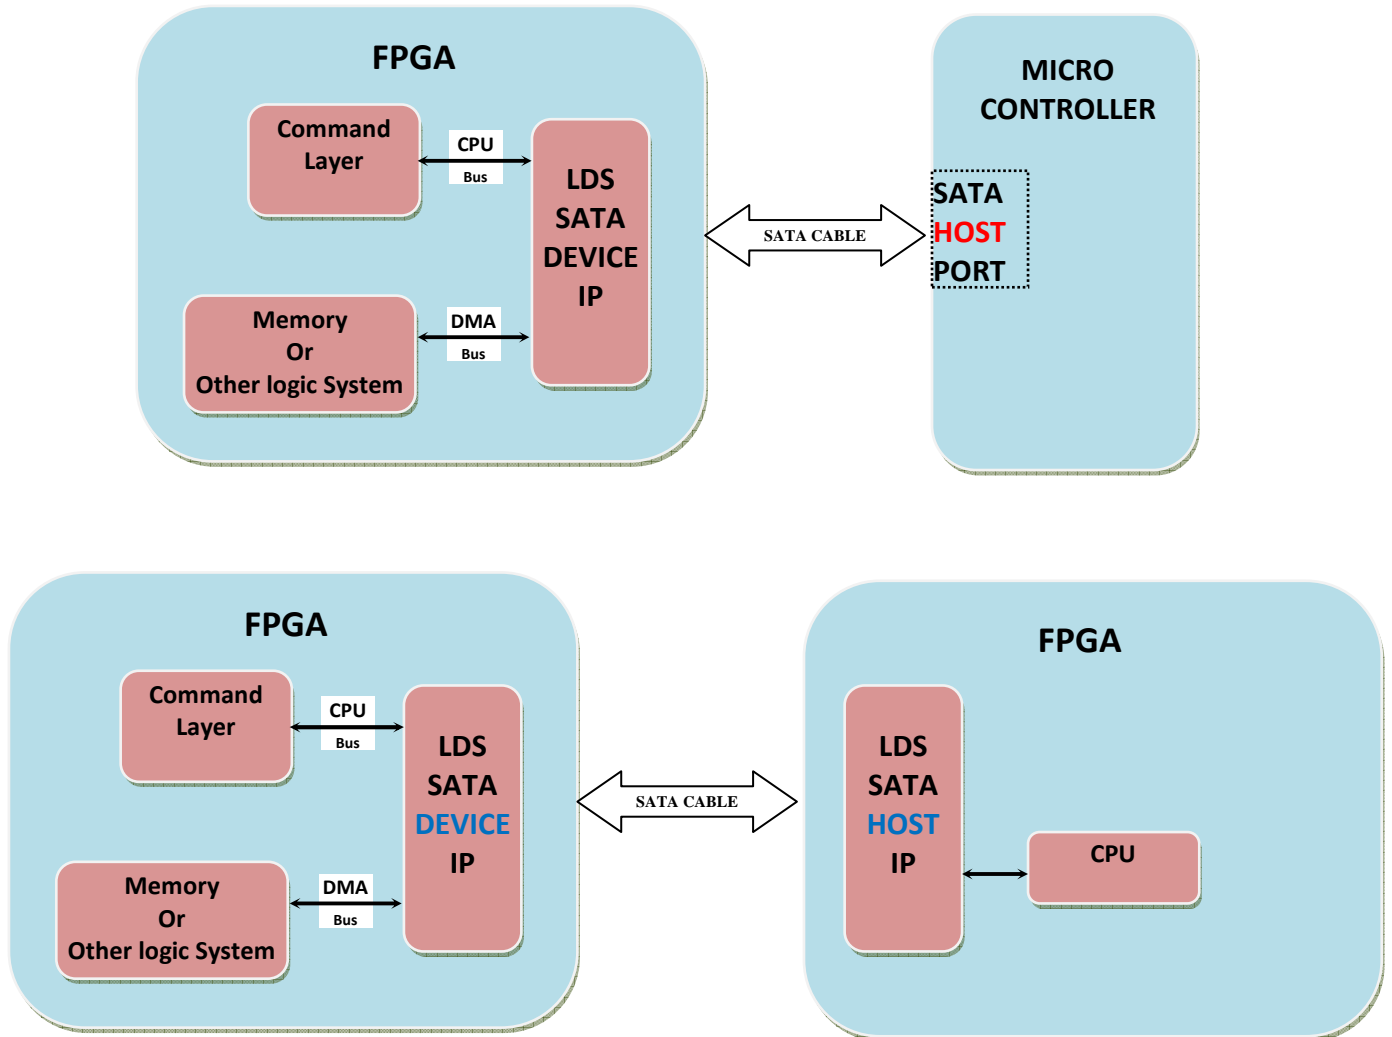 FPGA
Command
Layer
CPU
Bus
LDS
SATA
DEVICE
IP
Memory
Or
Other logic System
DMA
Bus
SATA CABLE
MICRO
CONTROLLER
SATA
HOST
PORT
FPGA
Command
Layer
CPU
Bus
LDS
SATA
DEVICE
IP
Memory
Or
Other logic System
DMA
Bus
SATA CABLE
FPGA
LDS
SATA
HOST
IP
CPU